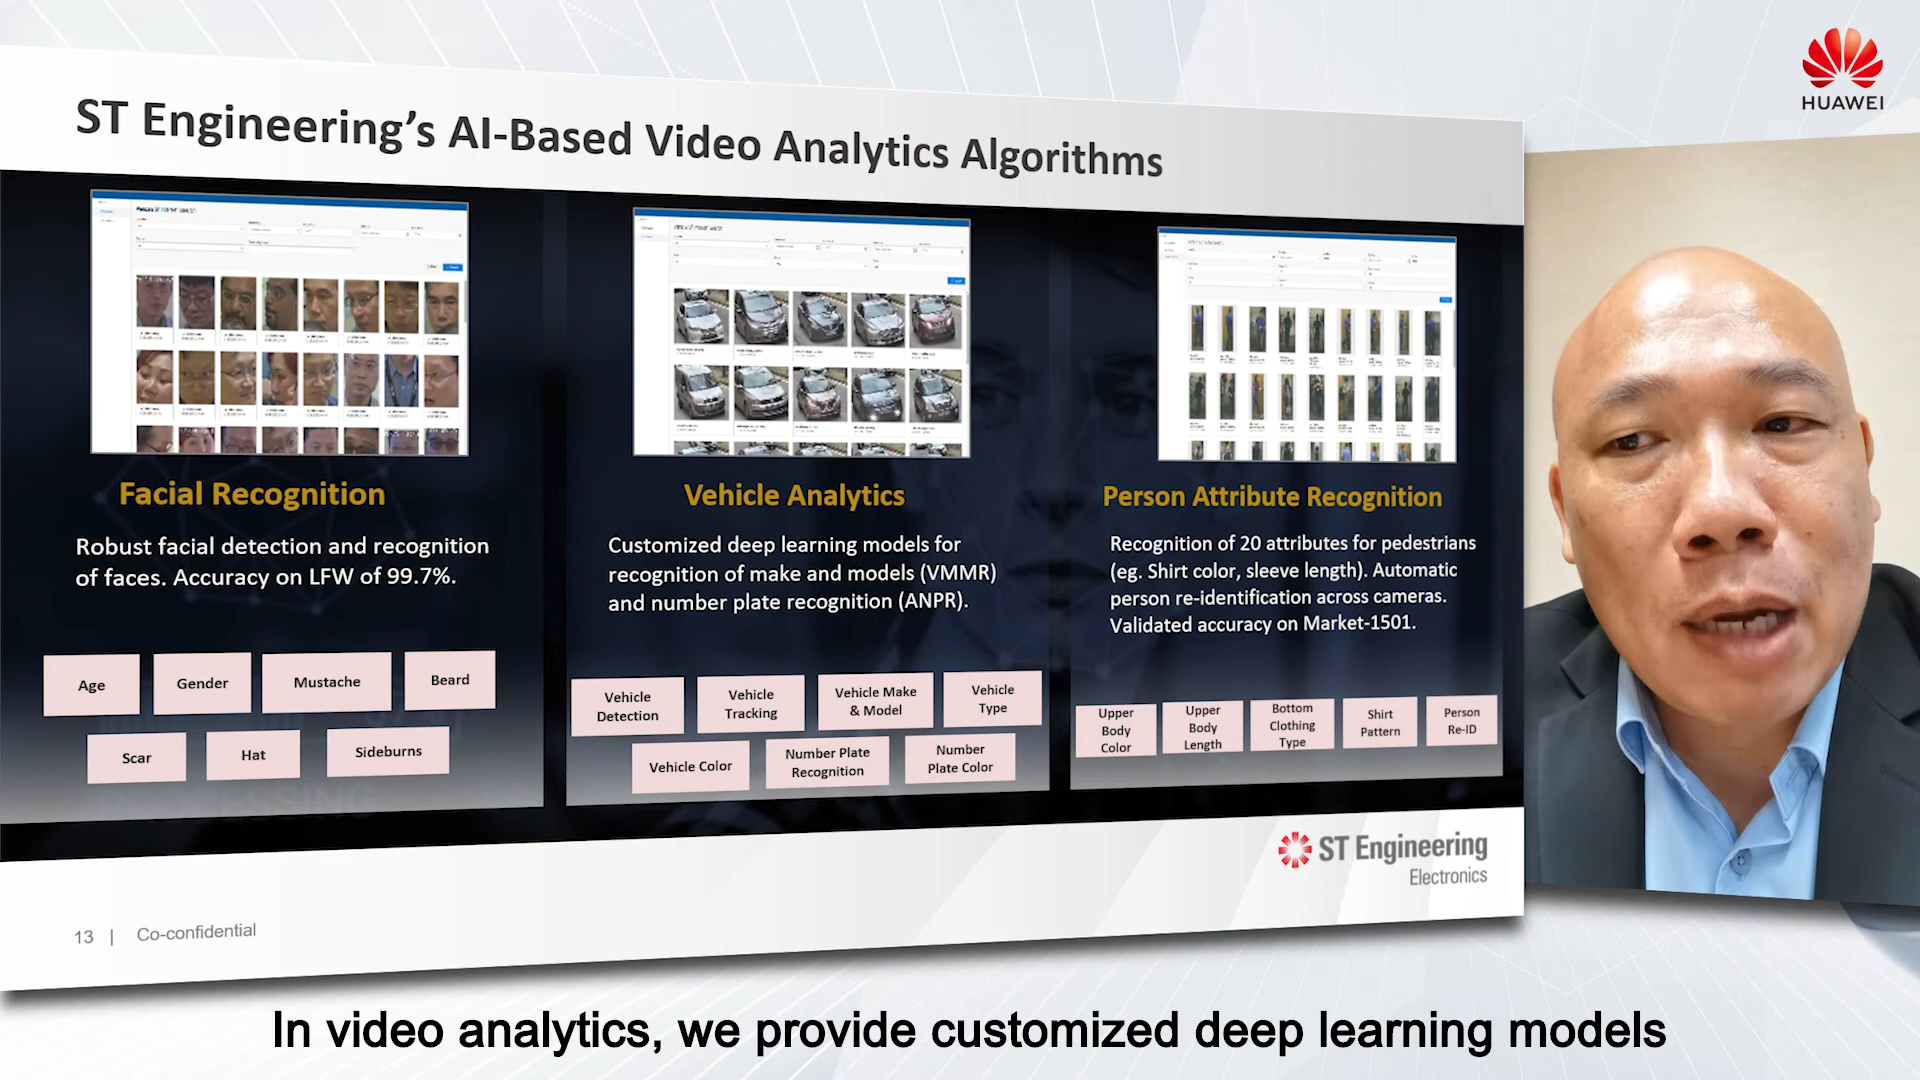 HUAWEI
ST Engineering’s AI-Based Video Analytics Algorithms
Facial Recognition
Robust facial detection and recognition
of faces. Accuracy on LFW of 99.7%.
Age
Gender
Mustache
Beard
Scar
Hat
Sideburns
Vehicle Analytics
Customized deep learning models for
recognition of make and models (VMMR)
and number plate recognition (ANPR).
Vehicle
Detection
Vehicle
Tracking
Vehicle Make
& Model
Vehicle
Type
Vehicle Color
Number Plate
Recognition
Number
Plate Color
Person Attribute Recognition
Recognition of 20 attributes for pedestrians
(eg. Shirt color, sleeve length). Automatic
person re-identification across cameras.
Validated accuracy on Market-1501.
Upper
Body
Color
Upper
Body
Length
Bottom
Clothing
Type
Shirt
Pattern
Person
Re-ID
ST Engineering
Electronics
13 | Co-confidential
In video analytics, we provide customized deep learning models